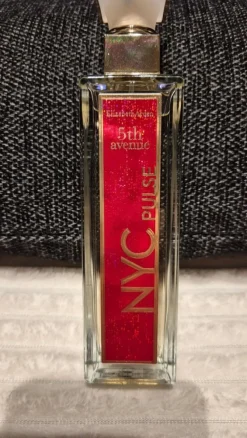 Elizabeth Arden
5th
avenue
NYC
PULSE